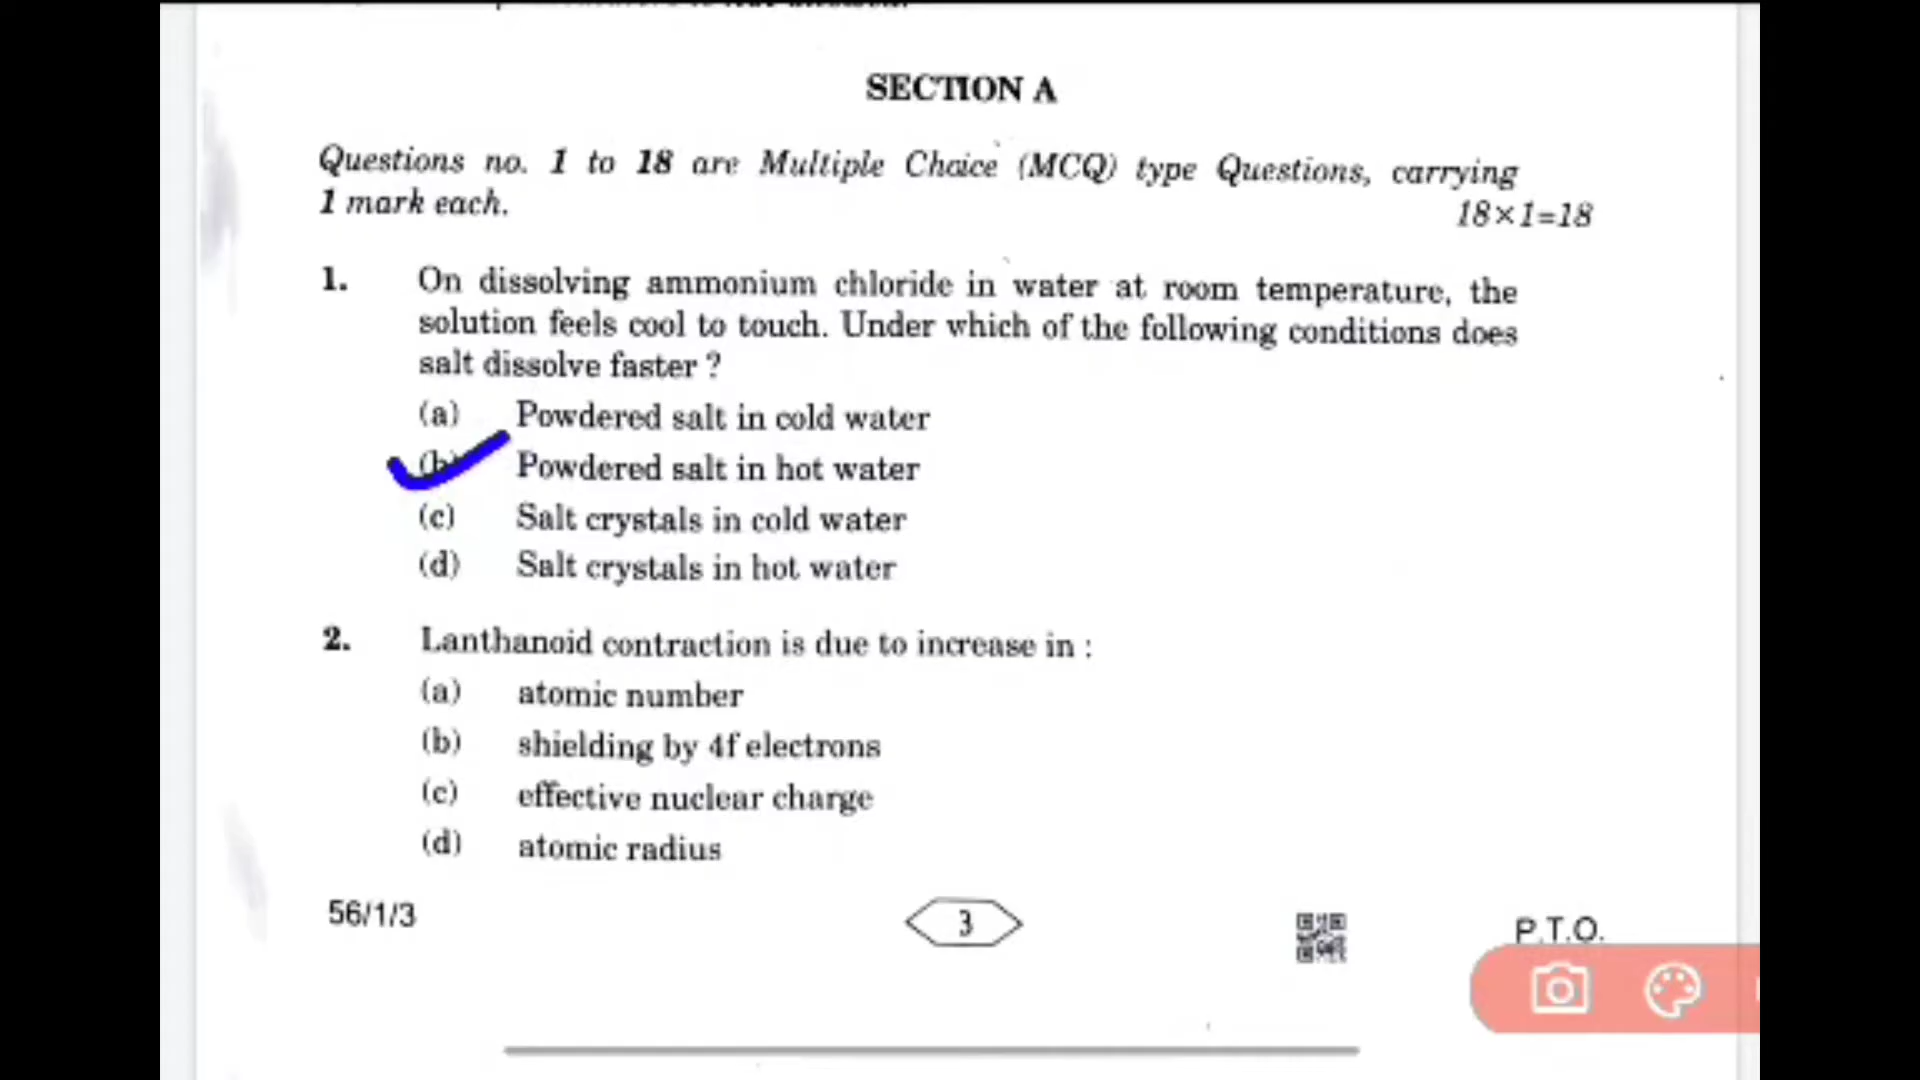 SECTION A
Questions no. 1 to 18 are Multiple Choice (MCQ) type Questions, carrying
1 mark each.
18×1=18
1. On dissolving ammonium chloride in water at room temperature, the
solution feels cool to touch. Under which of the following conditions does
salt dissolve faster ?
(a) Powdered salt in cold water
(b) Powdered salt in hot water
(c) Salt crystals in cold water
(d) Salt crystals in hot water
2. Lanthanoid contraction is due to increase in :
(a) atomic number
(b) shielding by 4f electrons
(c) effective nuclear charge
(d) atomic radius
56/1/3
3
P.T.O.